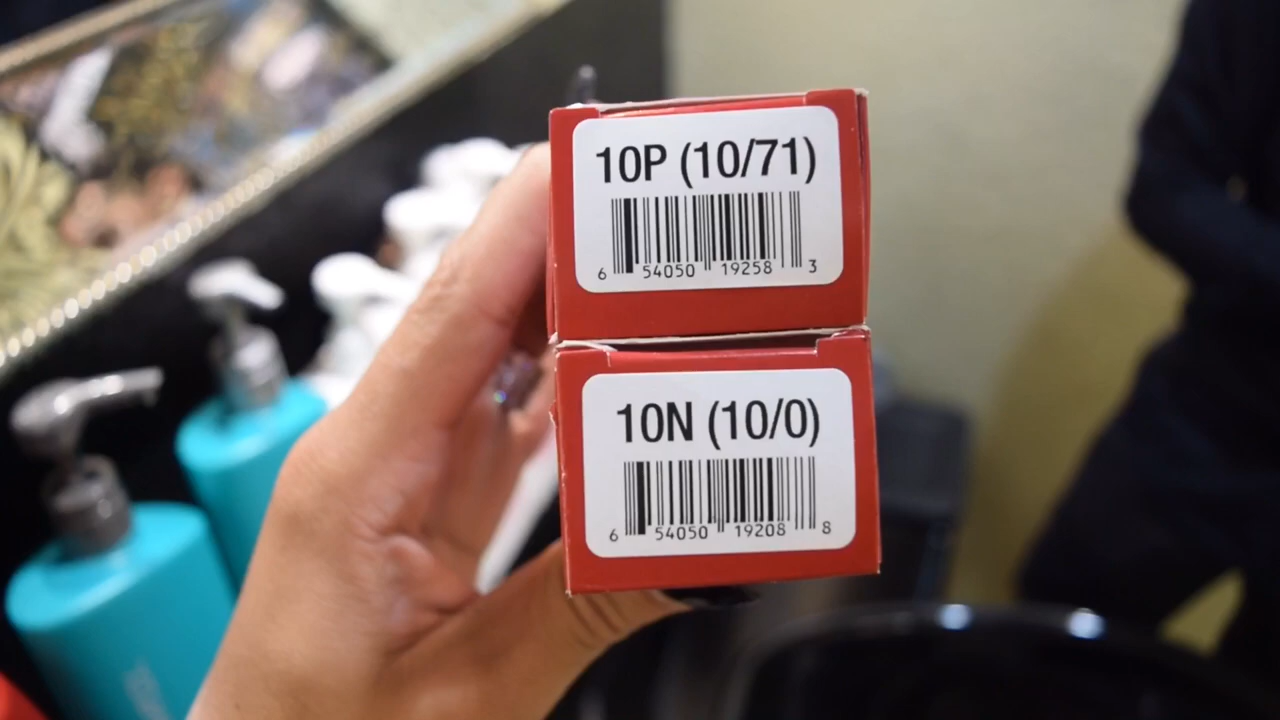 10P (10/71)
6 54050 19258 3
10N (10/0)
6 54050 19208 8